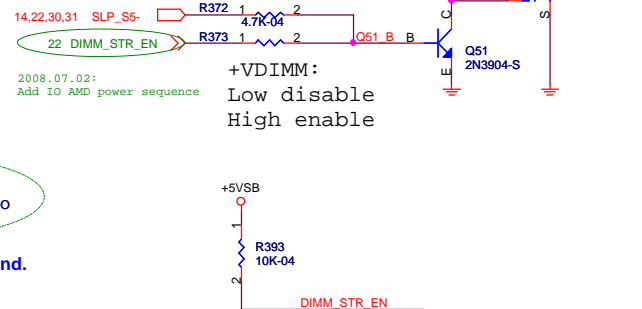 R372
14,22,30,31 SLP_S5-
1 2
4.7K-04
C
S
22 DIMM_STR_EN
R373 1 2
Q51_B B
Q51
2N3904-S
E
2008.07.02:
Add IO AMD power sequence
+VDIMM:
Low disable
High enable
+5VSB
O
1
R393
10K-04
nd.
2
DIMM_STR_EN